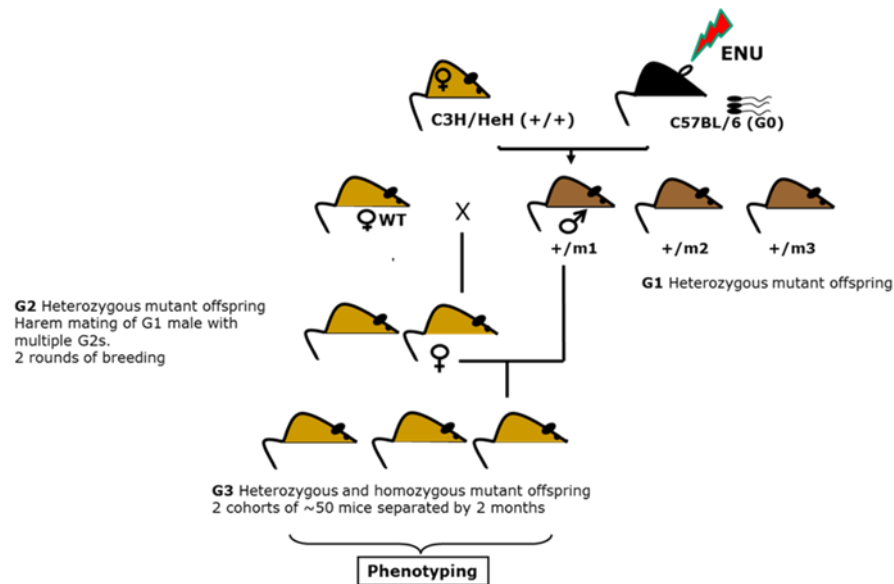 ENU
C3H/HeH (+/+)
C57BL/6 (G0)
♀ WT
X
♂
+/m1
+/m2
+/m3
G1 Heterozygous mutant offspring
G2 Heterozygous mutant offspring
Harem mating of G1 male with
multiple G2s.
2 rounds of breeding
♀
G3 Heterozygous and homozygous mutant offspring
2 cohorts of ~50 mice separated by 2 months
Phenotyping